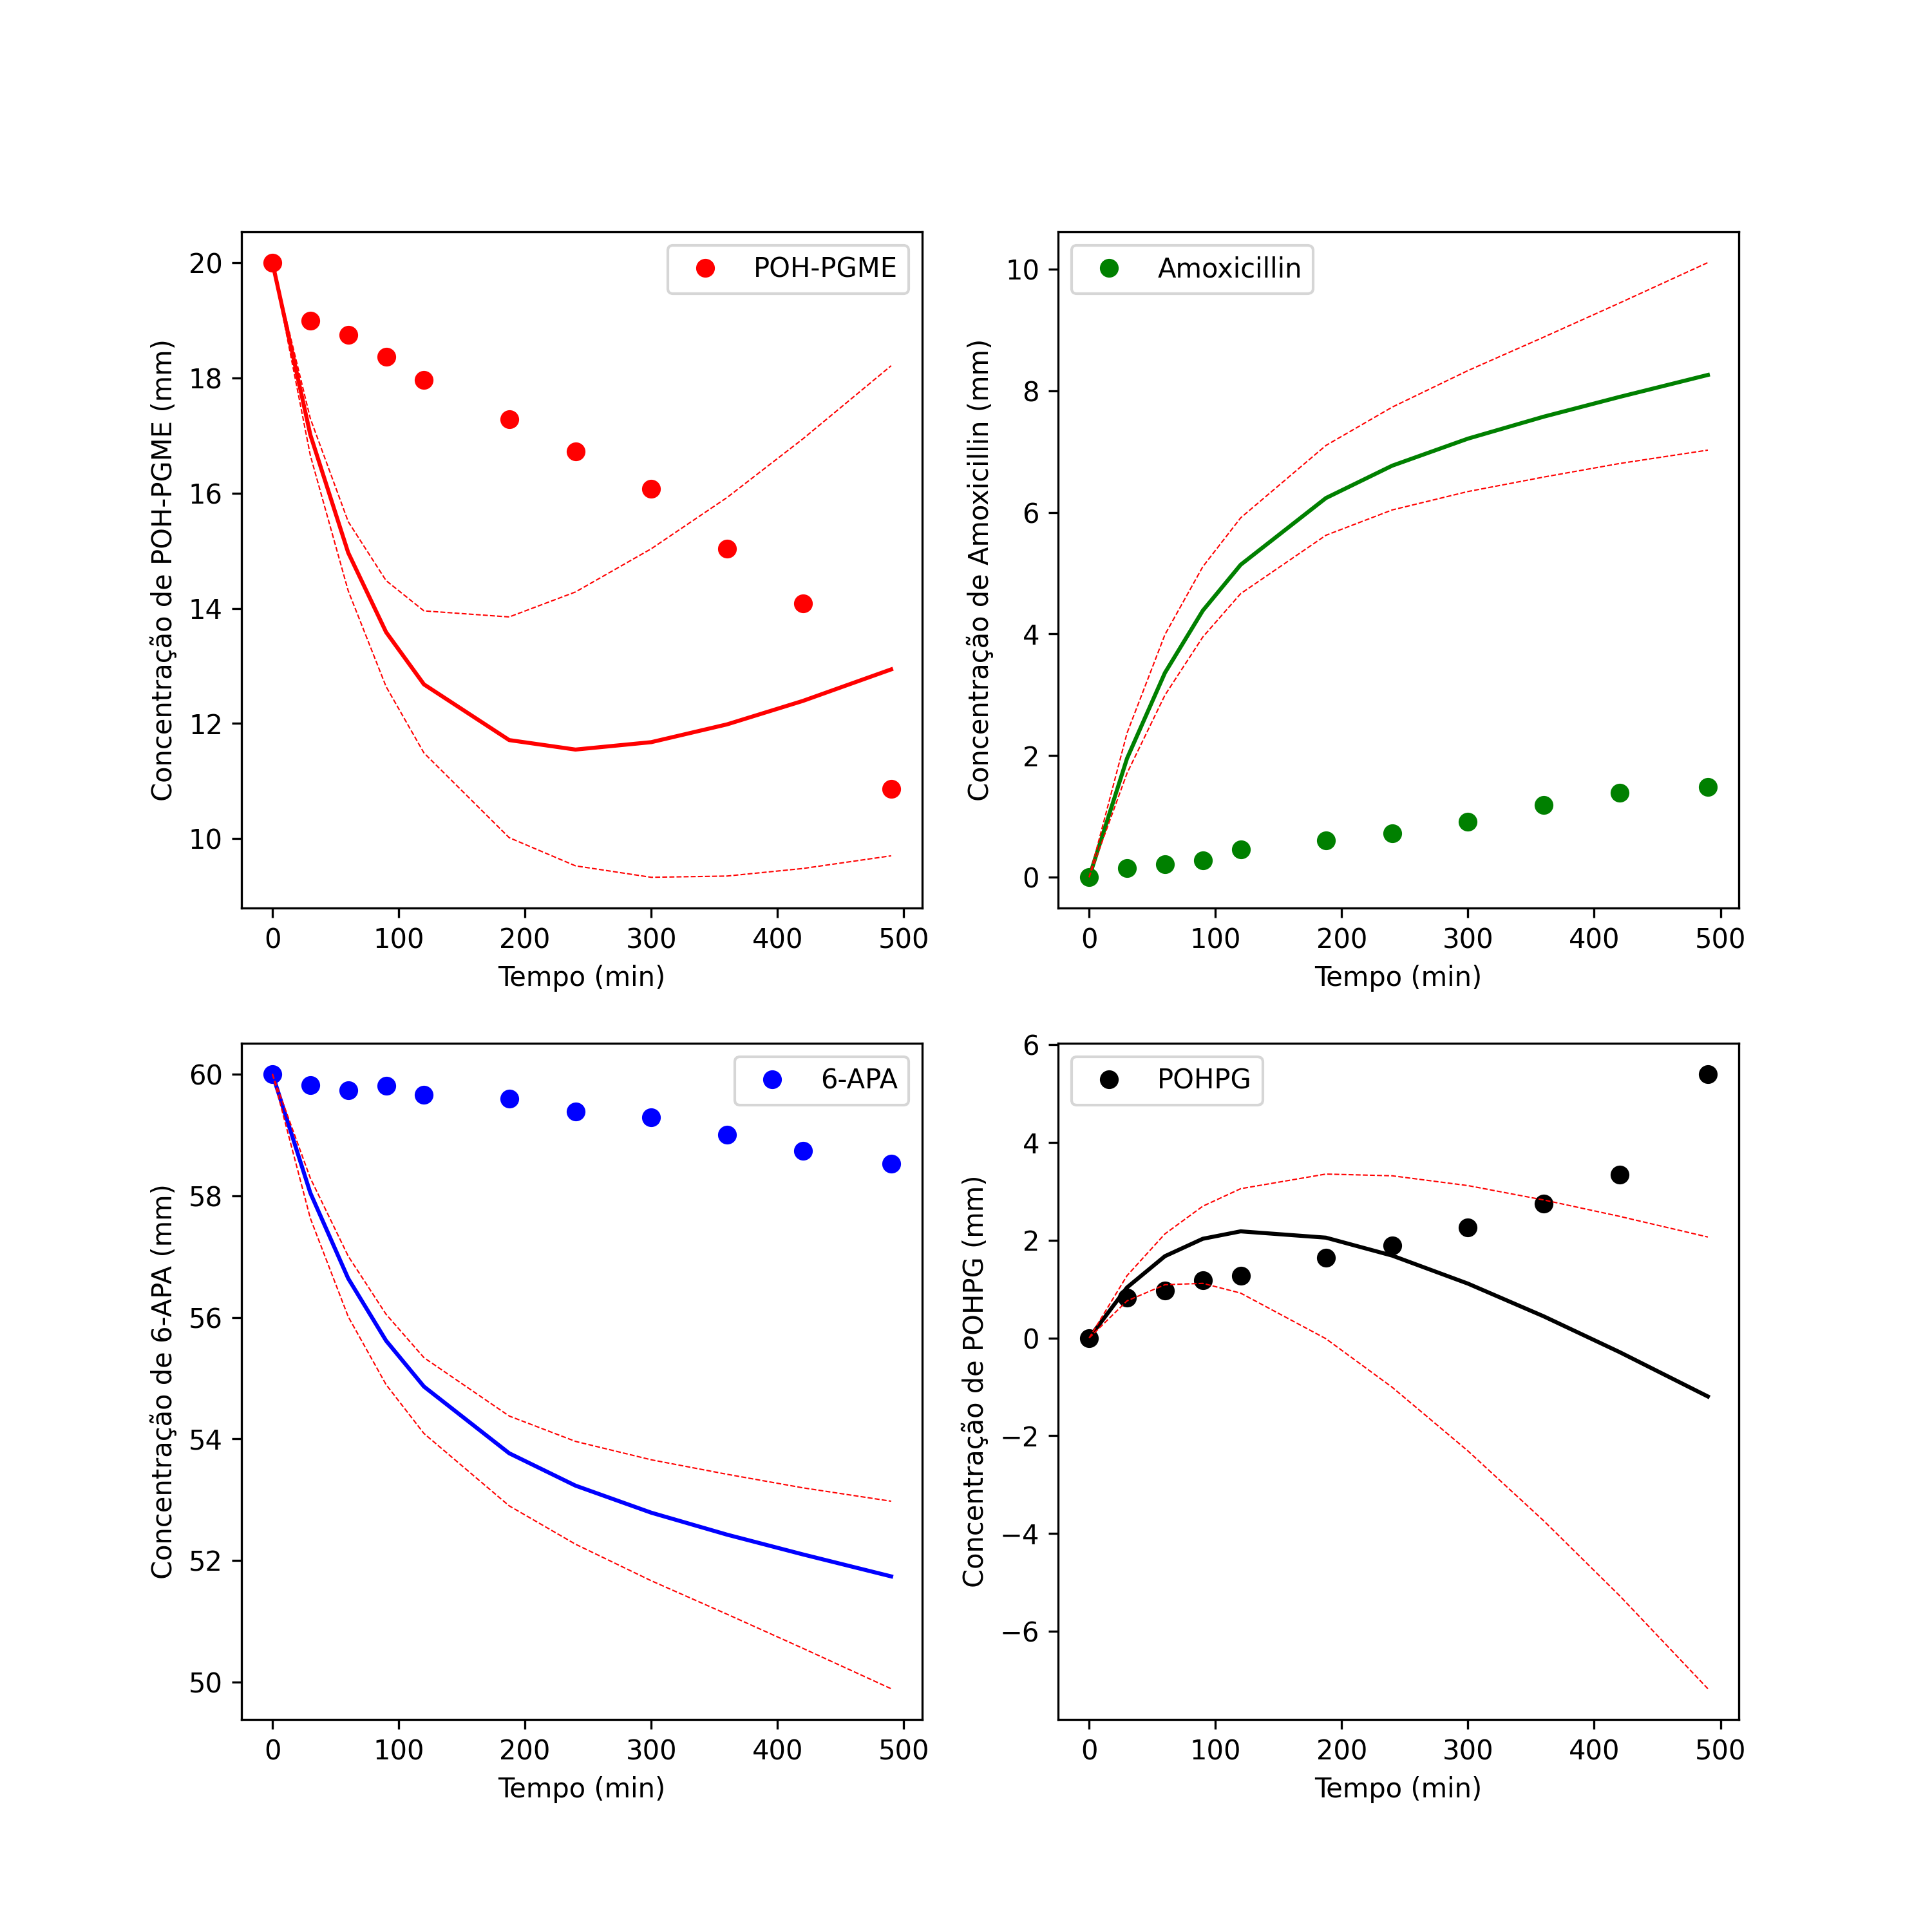 POH-PGME
Concentração de POH-PGME (mm)
20
18
16
14
12
10
0 100 200 300 400 500
Tempo (min)
Amoxicillin
Concentração de Amoxicillin (mm)
10
8
6
4
2
0
0 100 200 300 400 500
Tempo (min)
6-APA
Concentração de 6-APA (mm)
60
58
56
54
52
50
0 100 200 300 400 500
Tempo (min)
POHPG
Concentração de POHPG (mm)
6
4
2
0
−2
−4
−6
0 100 200 300 400 500
Tempo (min)